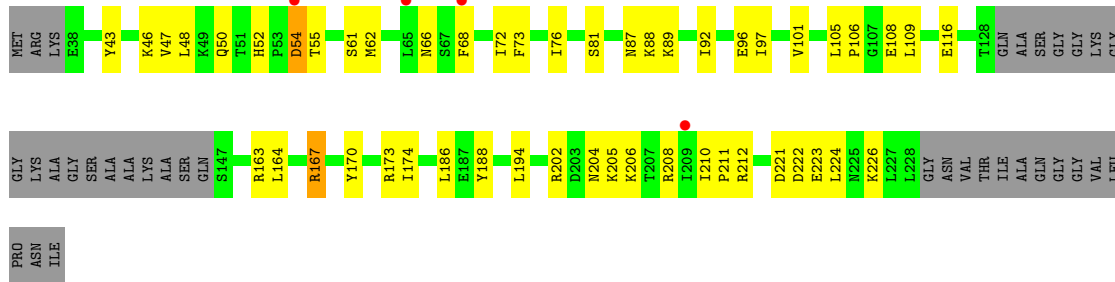 MET ARG LYS E38 Y43 K46 V47 L48 K49 Q50 T51 H52 P53 D54 T55 S61 M62 L65 N66 S67 F68 I72 F73 I76 S81 N87 K88 K89 I92 E96 I97 V101 L105 P106 G107 E108 L109 E116 T128 GLN ALA SER GLY GLY LYS GLY
GLY LYS ALA GLY SER ALA ALA LYS ALA SER GLN S147 R163 L164 R167 Y170 R173 I174 L186 E187 Y188 L194 R202 D203 N204 K205 K206 T207 R208 I209 I210 P211 R212 D221 D222 E223 L224 N225 K226 L227 L228 GLY ASN VAL THR ILE ALA GLN GLY GLY VAL LEU
PRO ASN ILE